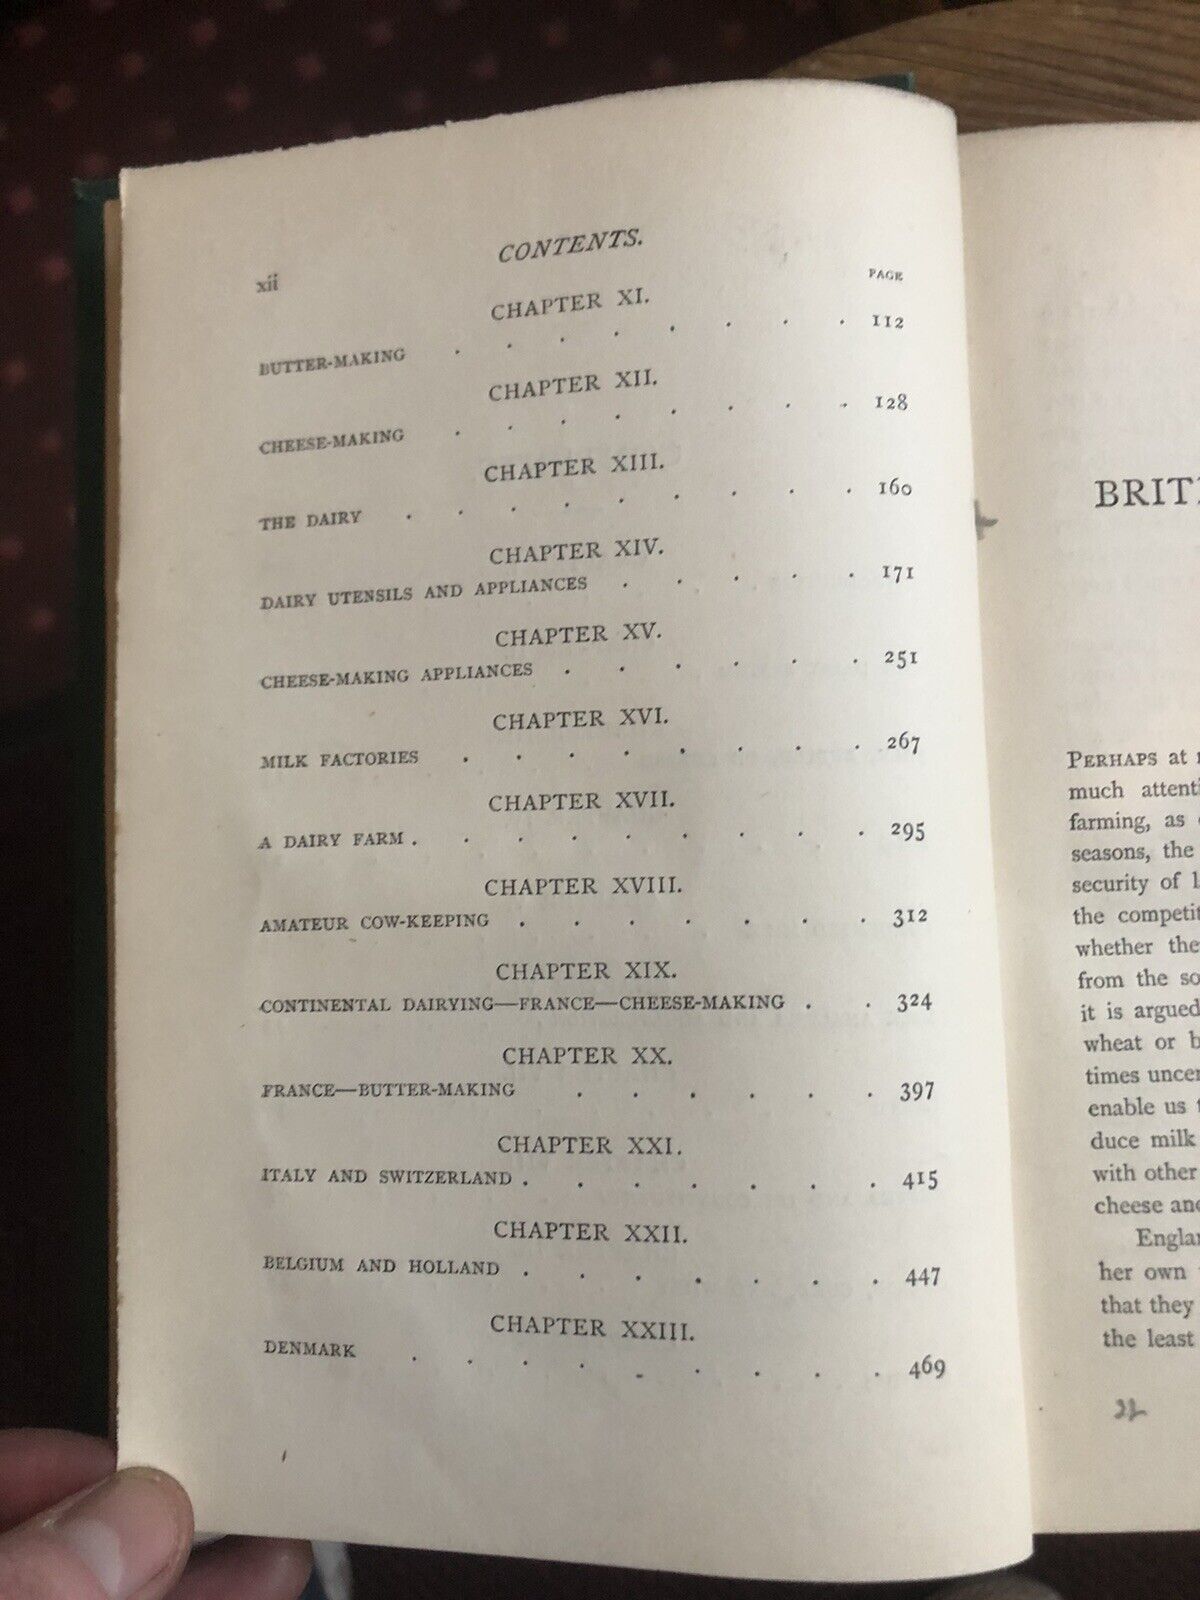 CONTENTS.
xii
PAGE
CHAPTER XI.
BUTTER-MAKING . . . . . . . . 112
CHAPTER XII.
CHEESE-MAKING . . . . . . . . 128
CHAPTER XIII.
THE DAIRY . . . . . . . . . 160
CHAPTER XIV.
DAIRY UTENSILS AND APPLIANCES . . . . . 171
CHAPTER XV.
CHEESE-MAKING APPLIANCES . . . . . . 251
CHAPTER XVI.
MILK FACTORIES . . . . . . . . 267
CHAPTER XVII.
A DAIRY FARM . . . . . . . . . 295
CHAPTER XVIII.
AMATEUR COW-KEEPING . . . . . . . 312
CHAPTER XIX.
CONTINENTAL DAIRYING—FRANCE—CHEESE-MAKING . . 324
CHAPTER XX.
FRANCE—BUTTER-MAKING . . . . . . 397
CHAPTER XXI.
ITALY AND SWITZERLAND . . . . . . . 415
CHAPTER XXII.
BELGIUM AND HOLLAND . . . . . . . 447
CHAPTER XXIII.
DENMARK . . . . . . . . . 469
BRIT
PERHAPS at
much attenti
farming, as
seasons, the
security of
the competit
whether the
from the so
it is argued
wheat or b
times uncer
enable us
duce milk
with other
cheese and
Englan
her own
that they
the least